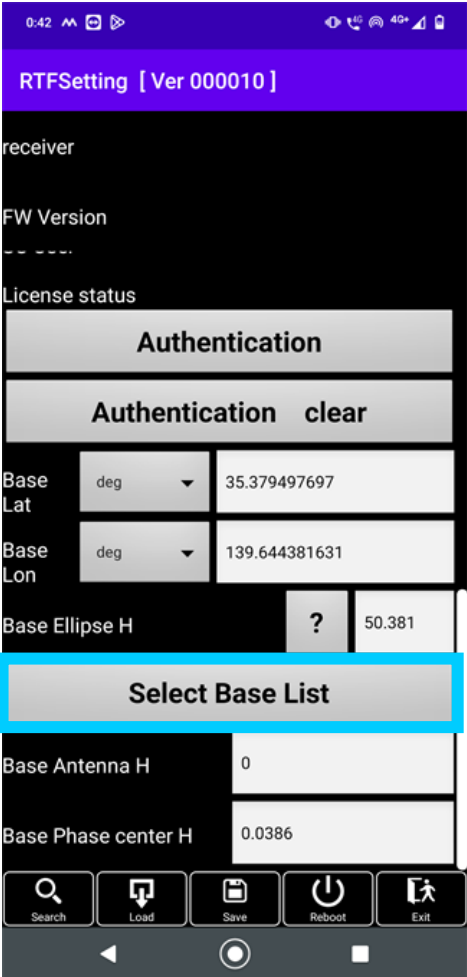 0:42
4G
4G+
RTFSetting [ Ver 000010 ]
receiver
FW Version
License status
Authentication
Authentication clear
Base Lat
deg
35.379497697
Base Lon
deg
139.644381631
Base Ellipse H
?
50.381
Select Base List
Base Antenna H
0
Base Phase center H
0.0386
Search
Load
Save
Reboot
Exit